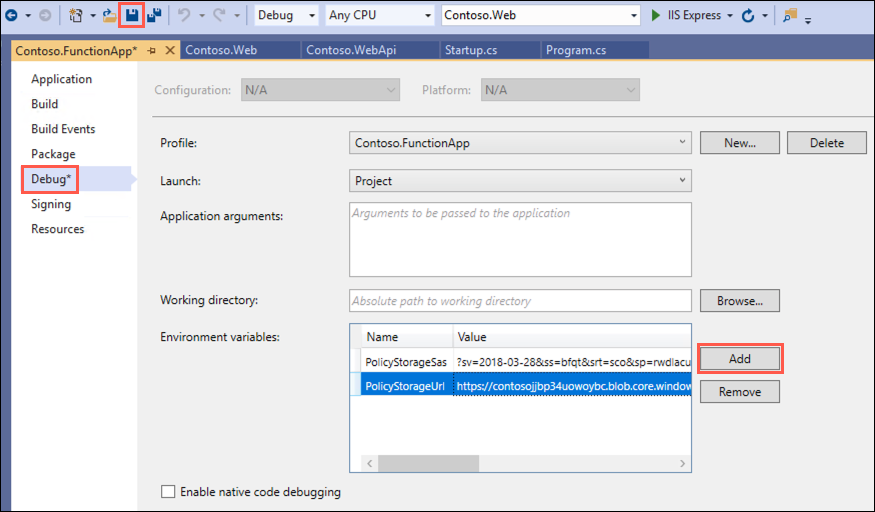 Debug Any CPU Contoso.Web IIS Express
Contoso.FunctionApp* Contoso.Web Contoso.WebApi Startup.cs Program.cs
Application
Build
Build Events
Package
Debug*
Signing
Resources
Configuration: N/A Platform: N/A
Profile: Contoso.FunctionApp New... Delete
Launch: Project
Application arguments: Arguments to be passed to the application
Working directory: Absolute path to working directory Browse...
Environment variables:
Name Value
PolicyStorageSas ?sv=2018-03-28&ss=bfqt&srt=sco&sp=rwdlacu
PolicyStorageUrl https://contosojjbp34uowoybc.blob.core.window
Add
Remove
Enable native code debugging